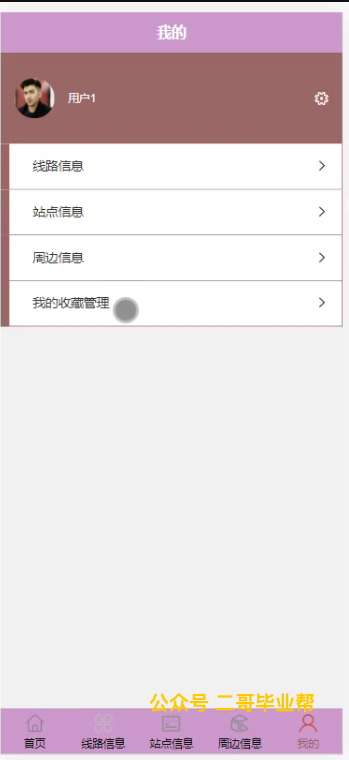 我的
用户1
线路信息
站点信息
周边信息
我的收藏管理
公众号 二哥毕业帮
首页
线路信息
站点信息
周边信息
我的